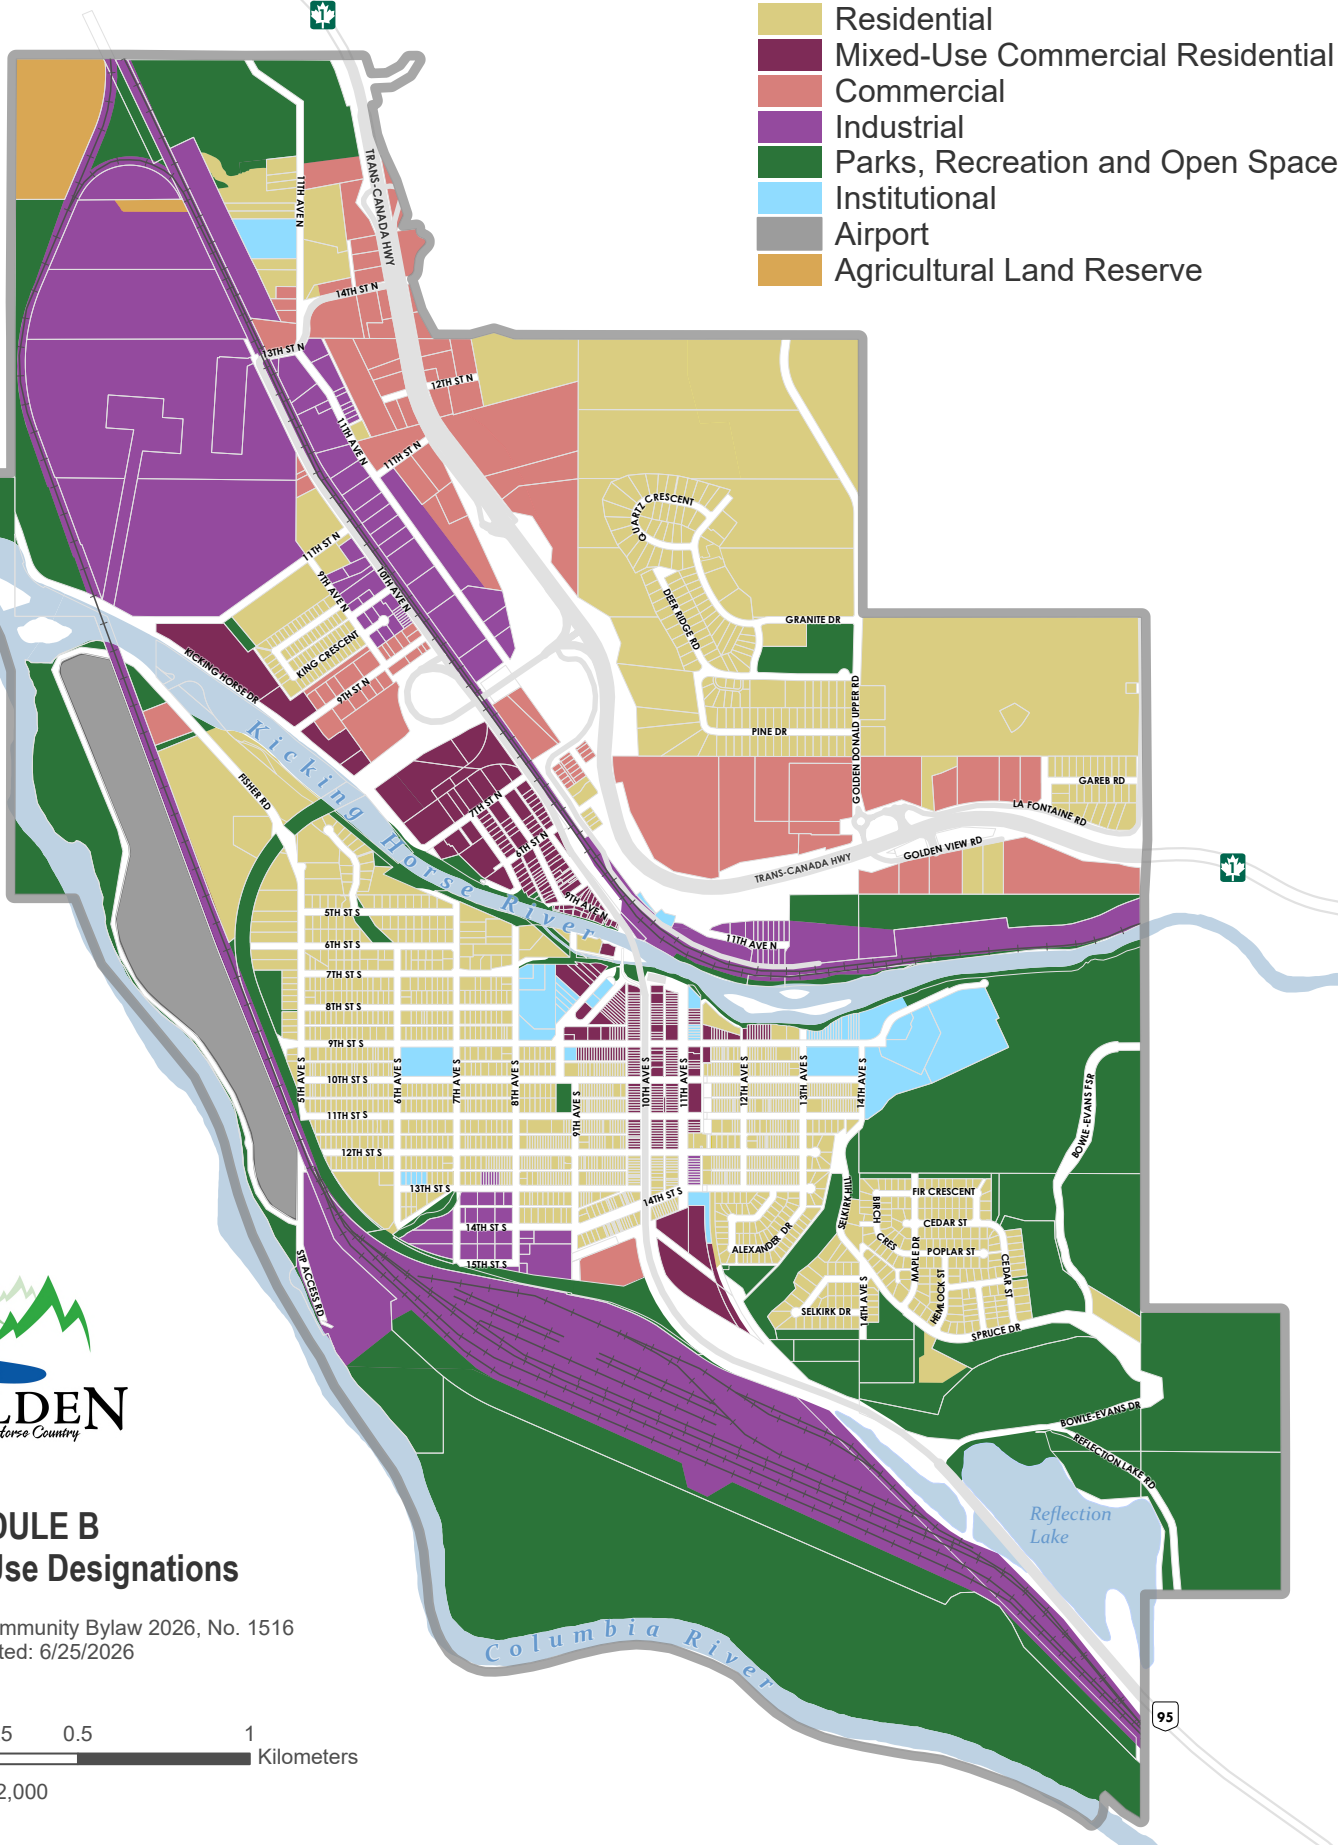 Residential
Mixed-Use Commercial Residential
Commercial
Industrial
Parks, Recreation and Open Space
Institutional
Airport
Agricultural Land Reserve
1
TRANS-CANADA HWY
11TH AVE N
14TH ST N
13TH ST N
12TH ST N
11TH AVE N
11TH ST N
QUARTZ CRESCENT
11TH ST N
9TH AVE N
10TH AVE N
DEER RIDGE RD
GRANITE DR
KING CRESCENT
KICKING HORSE DR
9TH ST N
GOLDEN DONALD UPPER RD
PINE DR
Kicking Horse River
FISHER RD
GAREB RD
LA FONTAINE RD
7TH ST N
6TH ST N
GOLDEN VIEW RD
TRANS-CANADA HWY
1
9TH AVE N
11TH AVE N
5TH ST S
6TH ST S
7TH ST S
8TH ST S
9TH ST S
10TH ST S
11TH ST S
12TH ST S
13TH ST S
14TH ST S
14TH ST S
15TH ST S
5TH AVE S
6TH AVE S
7TH AVE S
8TH AVE S
9TH AVE S
10TH AVE S
11TH AVE S
12TH AVE S
13TH AVE S
14TH AVE S
BOWLE-EVANS FSR
SELKIRK HILL
BIRCH CRES
FIR CRESCENT
CEDAR ST
POPLAR ST
MAPLE DR
CEDAR ST
HEMLOCK ST
ALEXANDER DR
SELKIRK DR
14TH AVE S
SPRUCE DR
STP ACCESS RD
BOWLE-EVANS DR
REFLECTION LAKE RD
Reflection
Lake
Columbia River
95
LDEN
Horse Country
DULE B
Use Designations
mmunity Bylaw 2026, No. 1516
ted: 6/25/2026
5 0.5 1
Kilometers
2,000